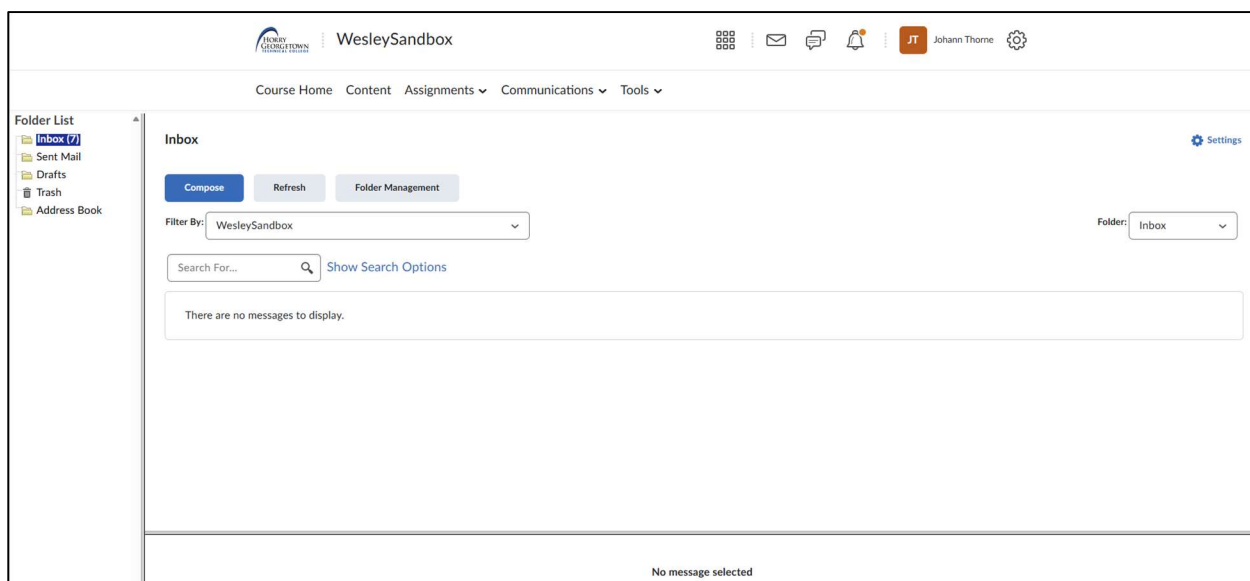 HORRY
GEORGETOWN
TECHNICAL COLLEGE
WesleySandbox
JT Johann Thorne
Course Home Content Assignments Communications Tools
Folder List
Inbox (7)
Sent Mail
Drafts
Trash
Address Book
Inbox
Settings
Compose Refresh Folder Management
Filter By: WesleySandbox
Folder: Inbox
Search For... Show Search Options
There are no messages to display.
No message selected